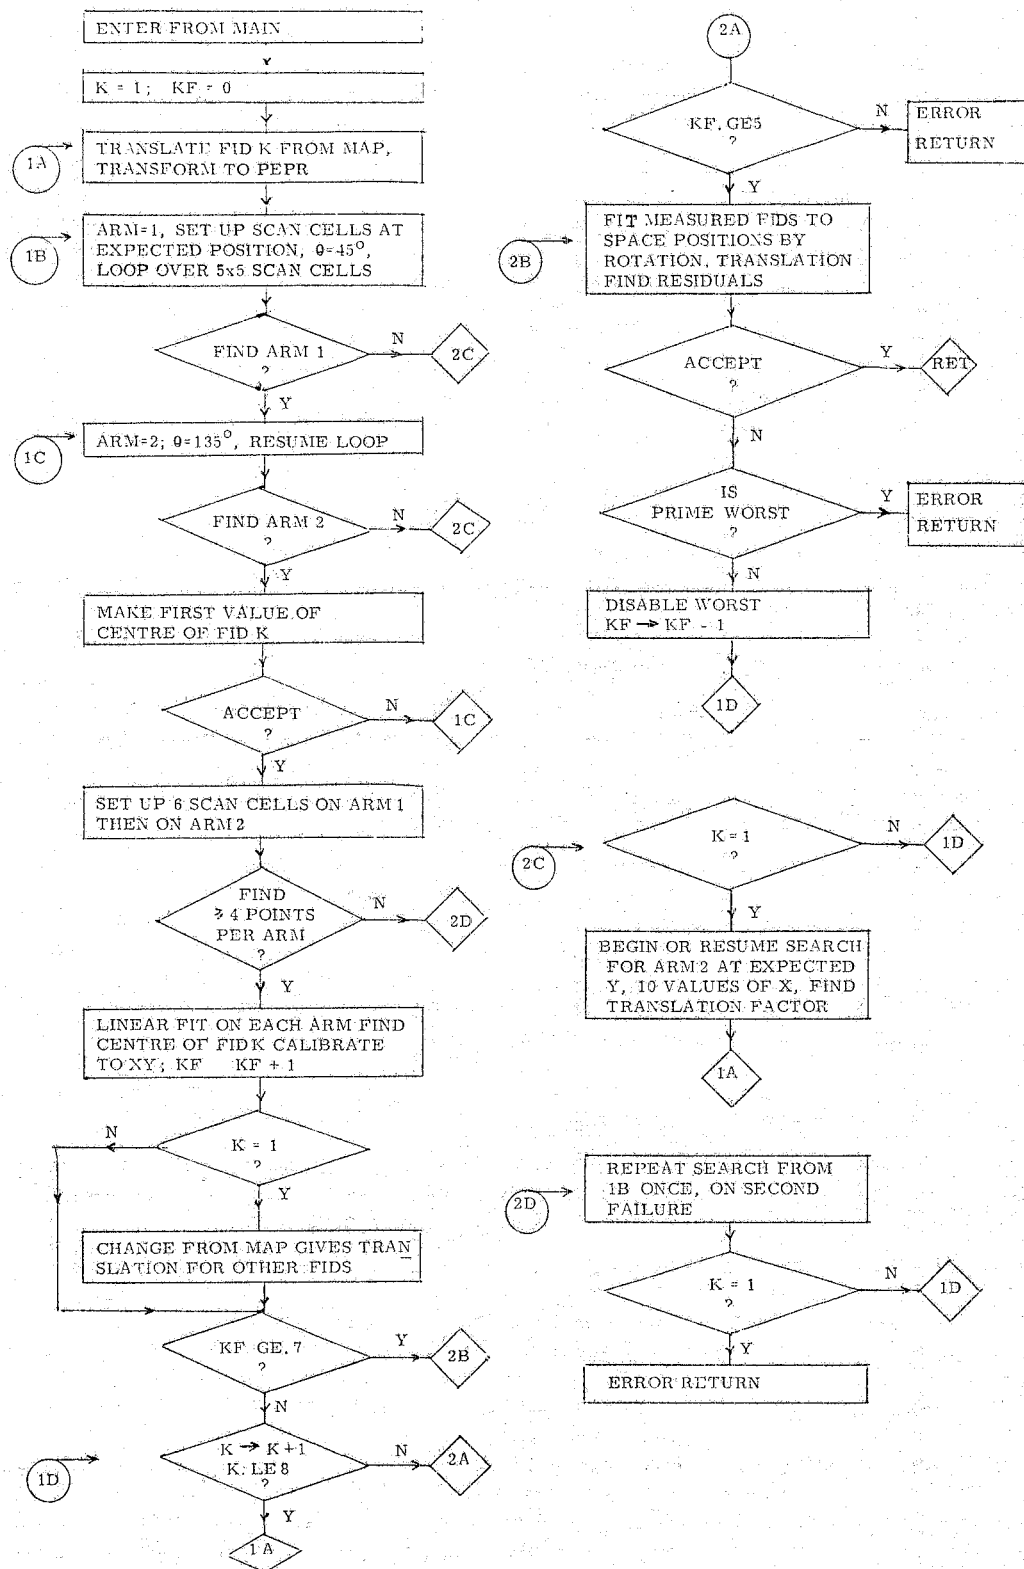 ENTER FROM MAIN
K = 1; KF = 0
1A
TRANSLATE FID K FROM MAP,
TRANSFORM TO PEPR
1B
ARM=1, SET UP SCAN CELLS AT
EXPECTED POSITION, θ=45°,
LOOP OVER 5x5 SCAN CELLS
FIND ARM 1
?
N
2C
Y
1C
ARM=2; θ=135°, RESUME LOOP
FIND ARM 2
?
N
2C
Y
MAKE FIRST VALUE OF
CENTRE OF FID K
ACCEPT
?
N
1C
Y
SET UP 6 SCAN CELLS ON ARM 1
THEN ON ARM 2
FIND
⩾ 4 POINTS
PER ARM
?
N
2D
Y
LINEAR FIT ON EACH ARM FIND
CENTRE OF FID K CALIBRATE
TO XY; KF KF + 1
N
K = 1
?
Y
CHANGE FROM MAP GIVES TRAN
SLATION FOR OTHER FIDS
KF GE. 7
?
Y
2B
N
1D
K → K+1
K. LE 8
?
N
2A
Y
1A
2A
KF. GE5
?
N
ERROR
RETURN
Y
2B
FIT MEASURED FIDS TO
SPACE POSITIONS BY
ROTATION, TRANSLATION
FIND RESIDUALS
ACCEPT
?
Y
RET
N
IS
PRIME WORST
?
Y
ERROR
RETURN
N
DISABLE WORST
KF → KF - 1
1D
2C
K = 1
?
N
1D
Y
BEGIN OR RESUME SEARCH
FOR ARM 2 AT EXPECTED
Y, 10 VALUES OF X, FIND
TRANSLATION FACTOR
1A
2D
REPEAT SEARCH FROM
1B ONCE, ON SECOND
FAILURE
K = 1
?
N
1D
Y
ERROR RETURN